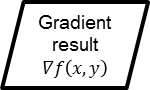 Gradient
result
∇f(x, y)